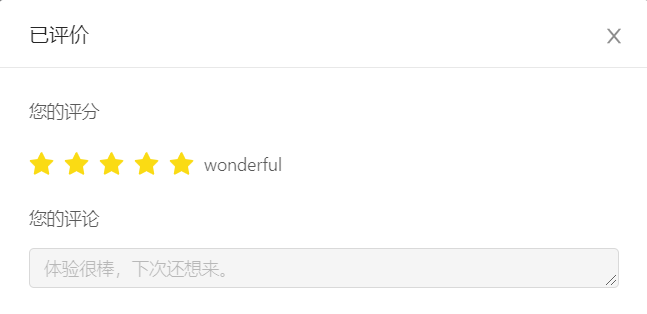 已评价
您的评分
wonderful
您的评论
体验很棒，下次还想来。